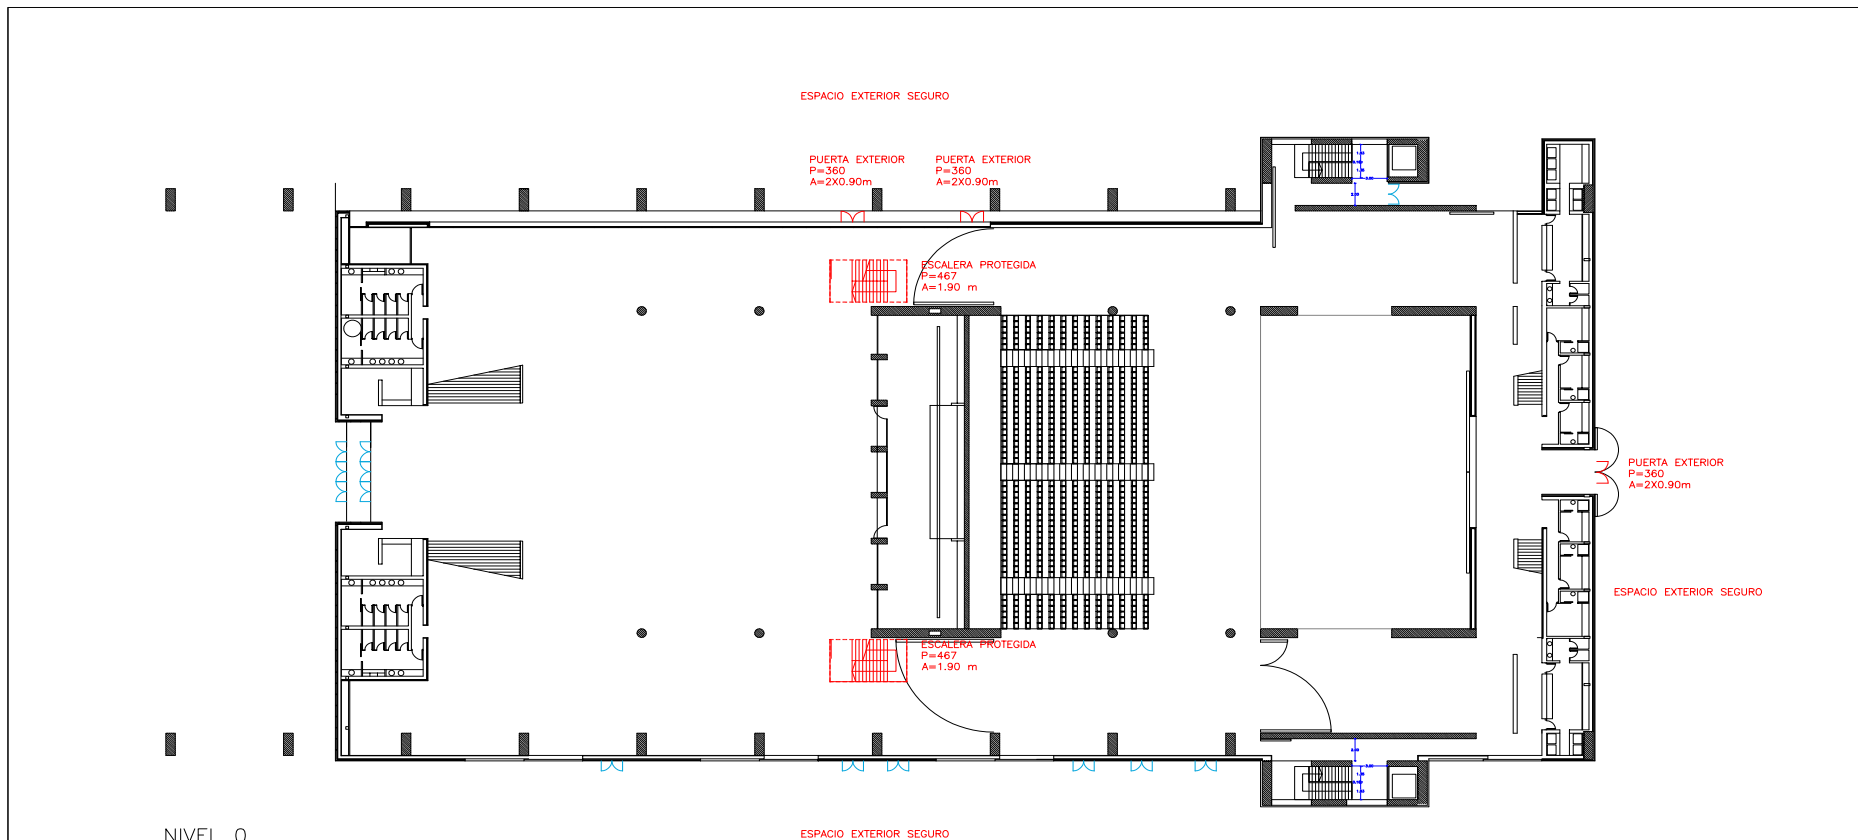 ESPACIO EXTERIOR SEGURO
PUERTA EXTERIOR
P=360
A=2X0.90m
PUERTA EXTERIOR
P=360
A=2X0.90m
ESCALERA PROTEGIDA
P=467
A=1.90 m
PUERTA EXTERIOR
P=360
A=2X0.90m
ESPACIO EXTERIOR SEGURO
ESCALERA PROTEGIDA
P=467
A=1.90 m
NIVEL 0
ESPACIO EXTERIOR SEGURO